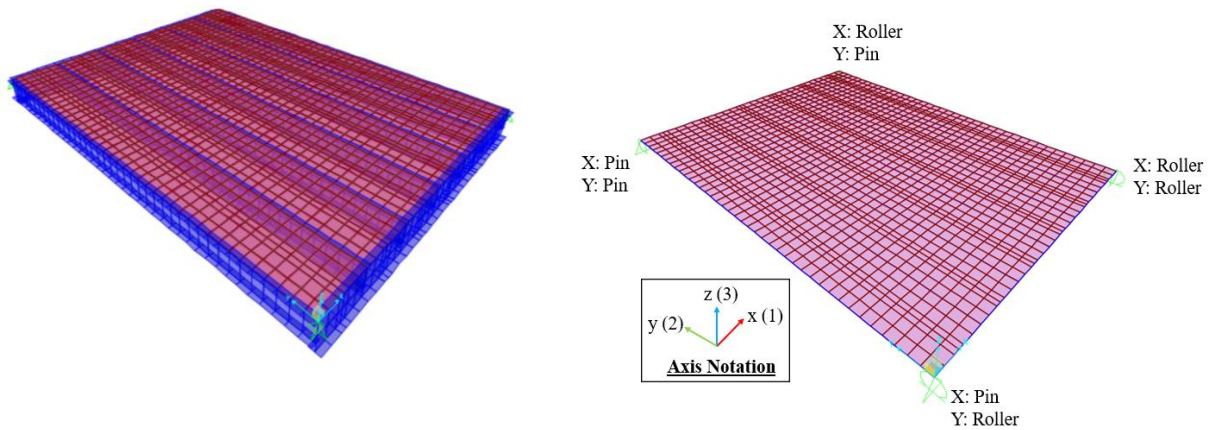 X: Roller
Y: Pin
X: Pin
Y: Pin
X: Roller
Y: Roller
z (3)
y (2)
x (1)
Axis Notation
X: Pin
Y: Roller